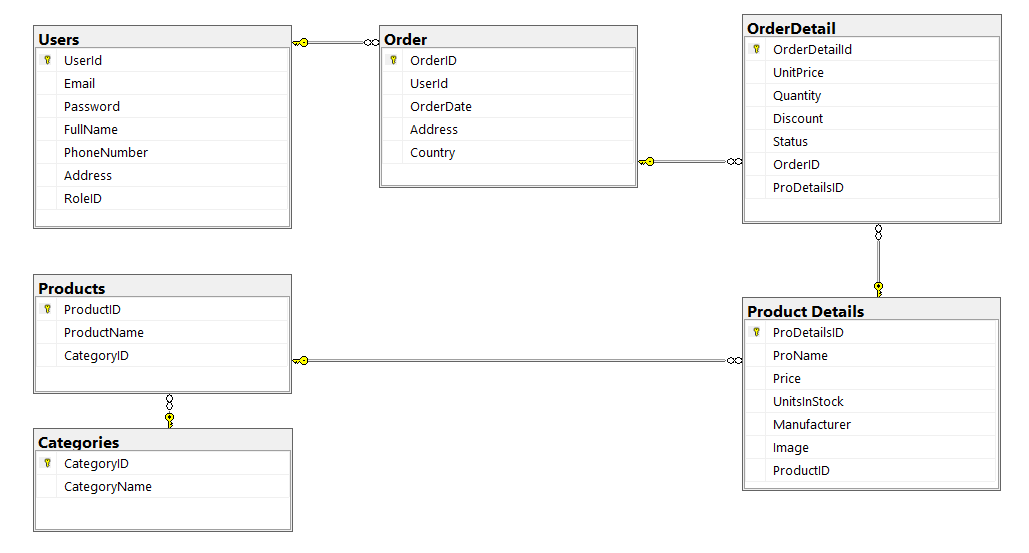 Users
UserId
Email
Password
FullName
PhoneNumber
Address
RoleID
Order
OrderID
UserId
OrderDate
Address
Country
OrderDetail
OrderDetailId
UnitPrice
Quantity
Discount
Status
OrderID
ProDetailsID
Products
ProductID
ProductName
CategoryID
Product Details
ProDetailsID
ProName
Price
UnitsInStock
Manufacturer
Image
ProductID
Categories
CategoryID
CategoryName